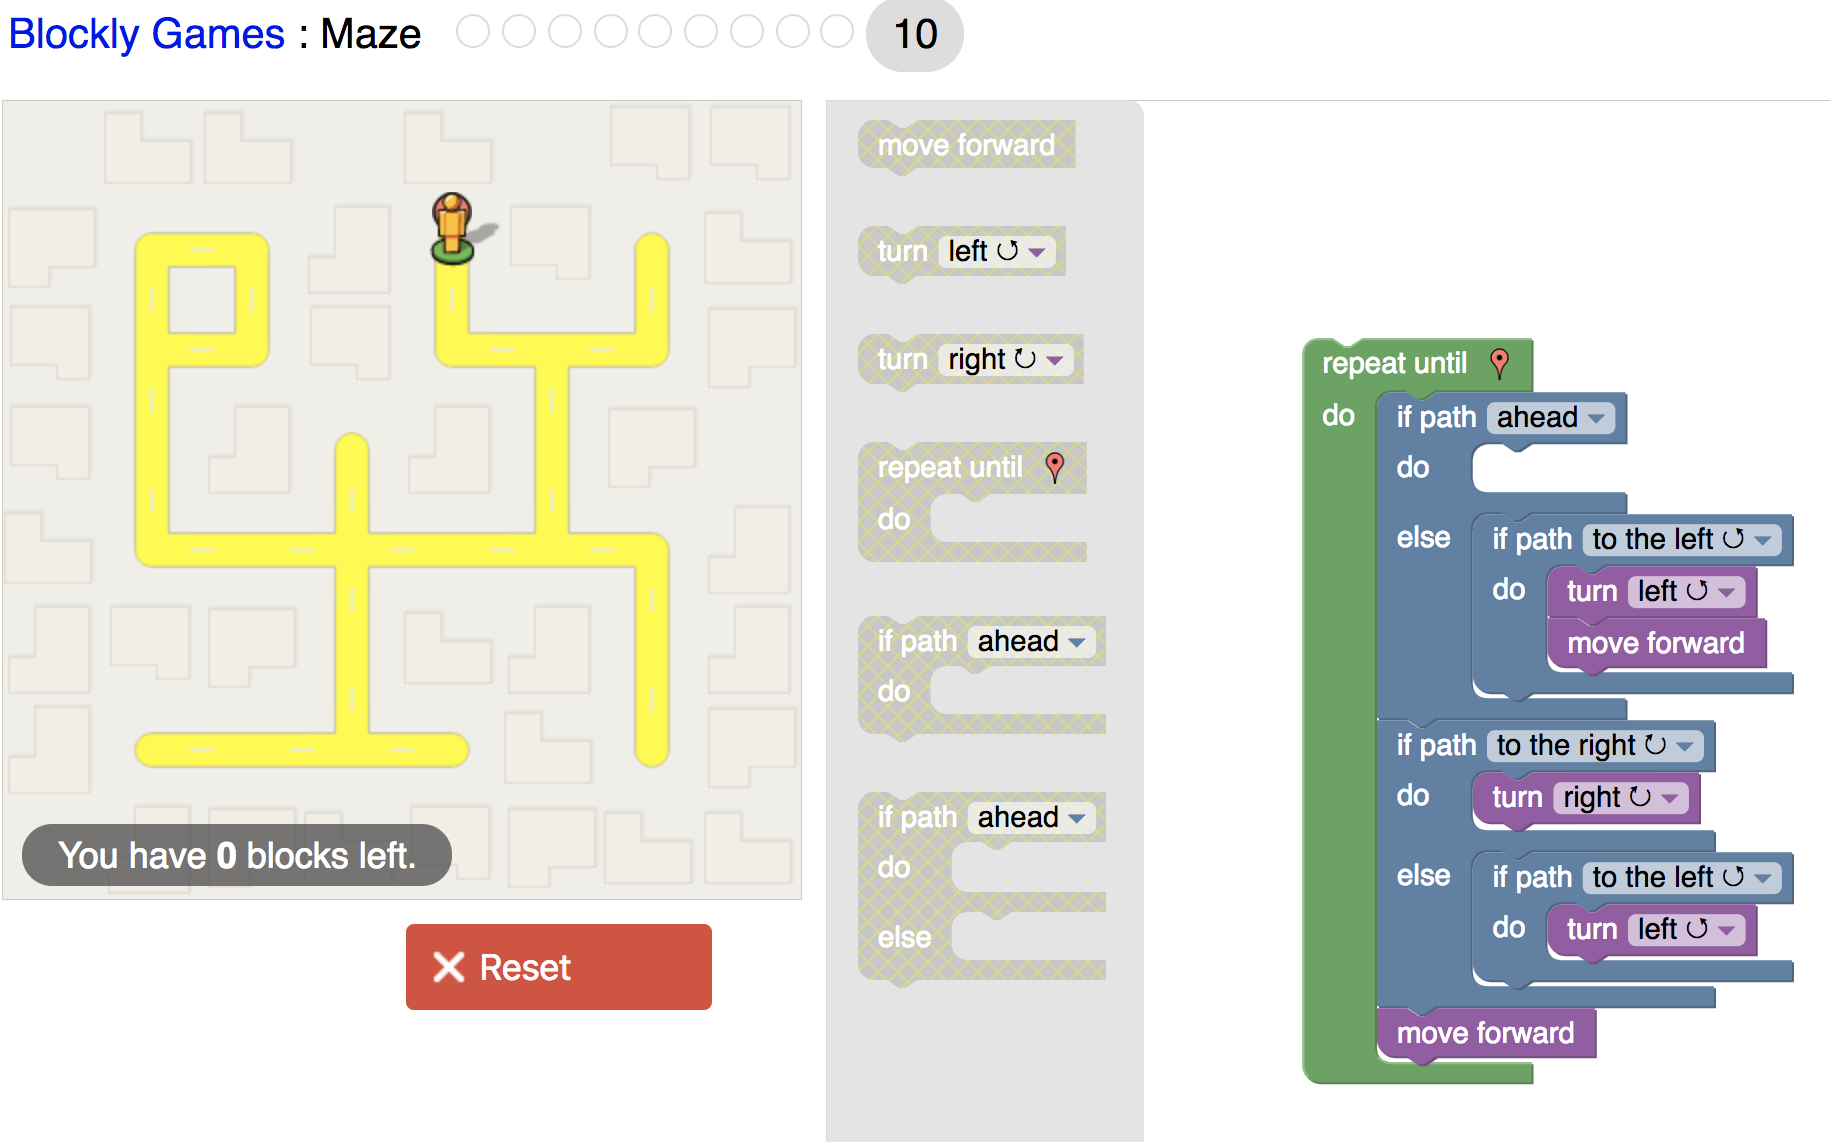 Blockly Games : Maze 10
You have 0 blocks left.
Reset
move forward
turn left
turn right
repeat until
do
if path ahead
do
if path ahead
do
else
repeat until
do if path ahead
do
else if path to the left
do turn left
move forward
if path to the right
do turn right
else if path to the left
do turn left
move forward